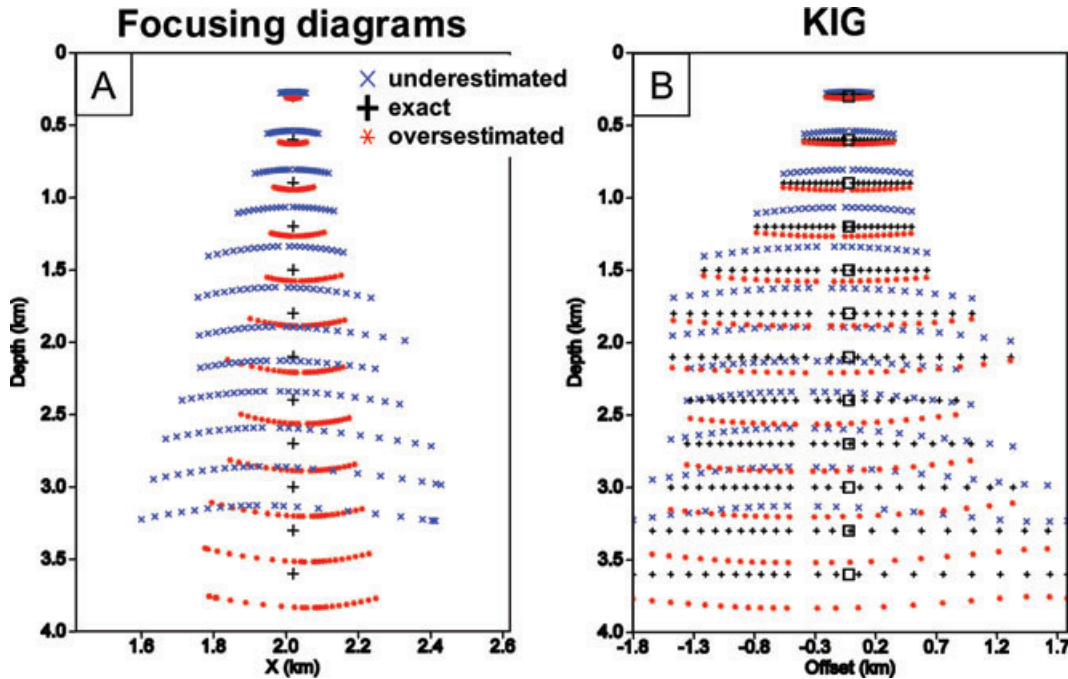 Focusing diagrams
KIG
A
× underestimated
+ exact
* oversestimated
B
0
0.5
1.0
1.5
2.0
2.5
3.0
3.5
4.0
Depth (km)
1.6 1.8 2.0 2.2 2.4 2.6
X (km)
0
0.5
1.0
1.5
2.0
2.5
3.0
3.5
4.0
Depth (km)
-1.8 -1.3 -0.8 -0.3 0.2 0.7 1.2 1.7
Offset (km)